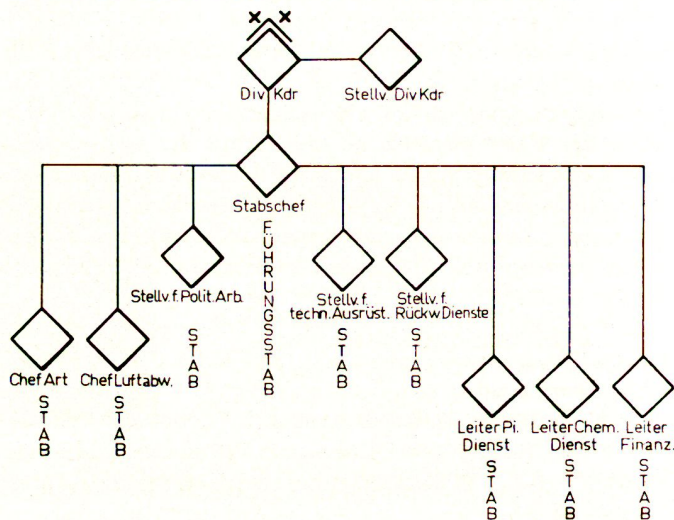 x x
Div. Kdr
Stellv. Div Kdr
Stabschef
FÜHRUNGSSTAB
Stellv. f. Polit. Arb.
STAB
Stellv. f.
techn. Ausrüst.
STAB
Stellv. f.
Rückw Dienste
STAB
Chef Art
STAB
Chef Luftabw.
STAB
Leiter Pi.
Dienst
STAB
Leiter Chem.
Dienst
STAB
Leiter
Finanz.
STAB